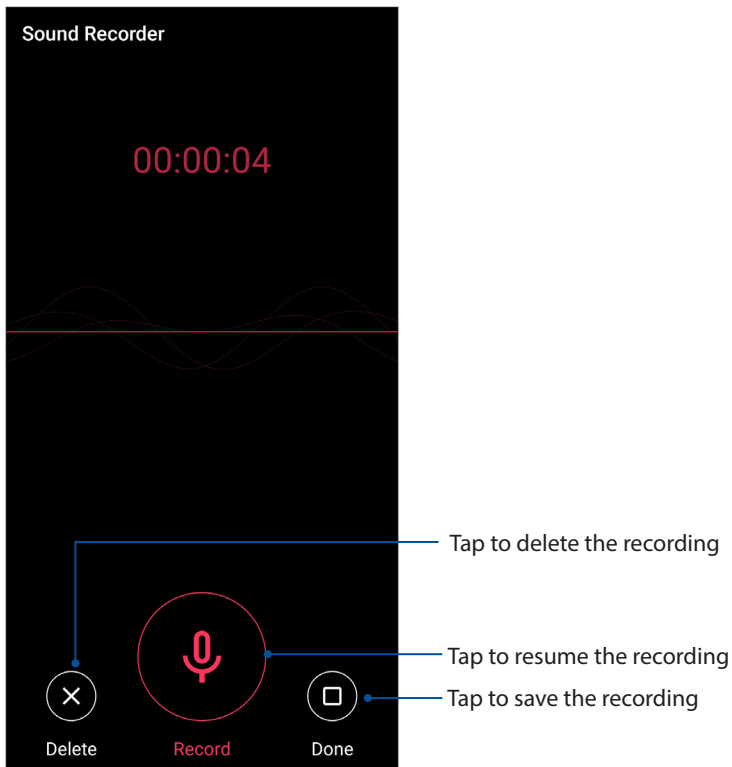 Sound Recorder
00:00:04
Tap to delete the recording
Tap to resume the recording
Tap to save the recording
Delete
Record
Done